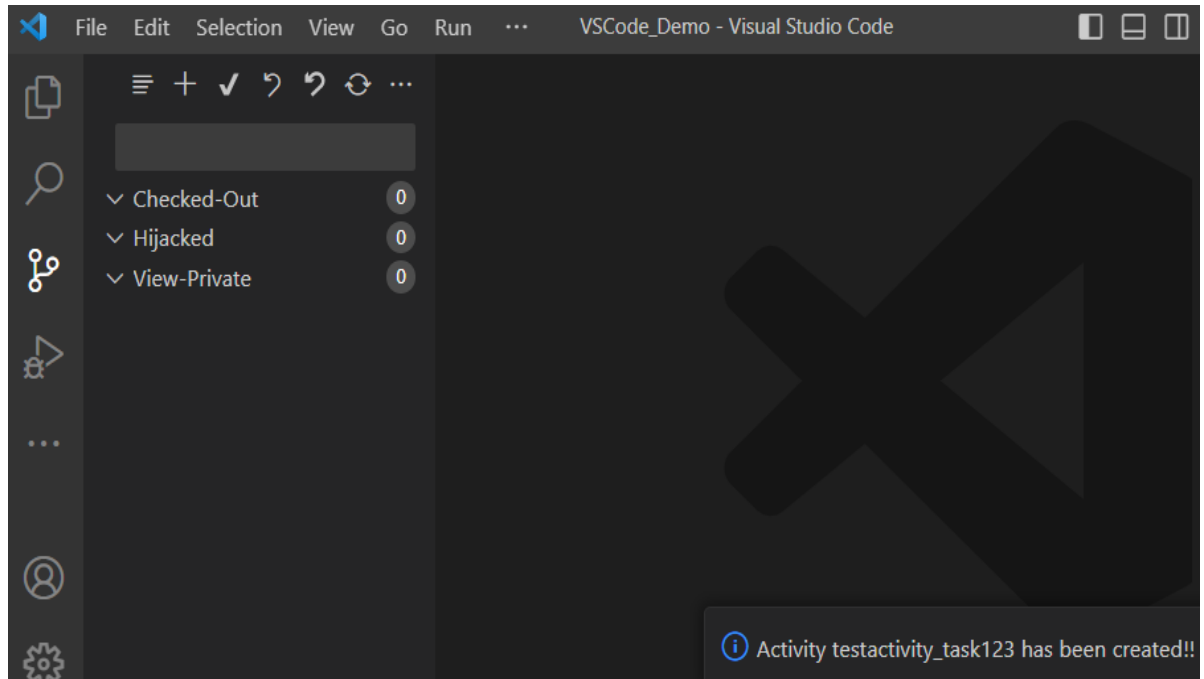 File Edit Selection View Go Run ··· VSCode_Demo - Visual Studio Code
Checked-Out 0
Hijacked 0
View-Private 0
Activity testactivity_task123 has been created!!